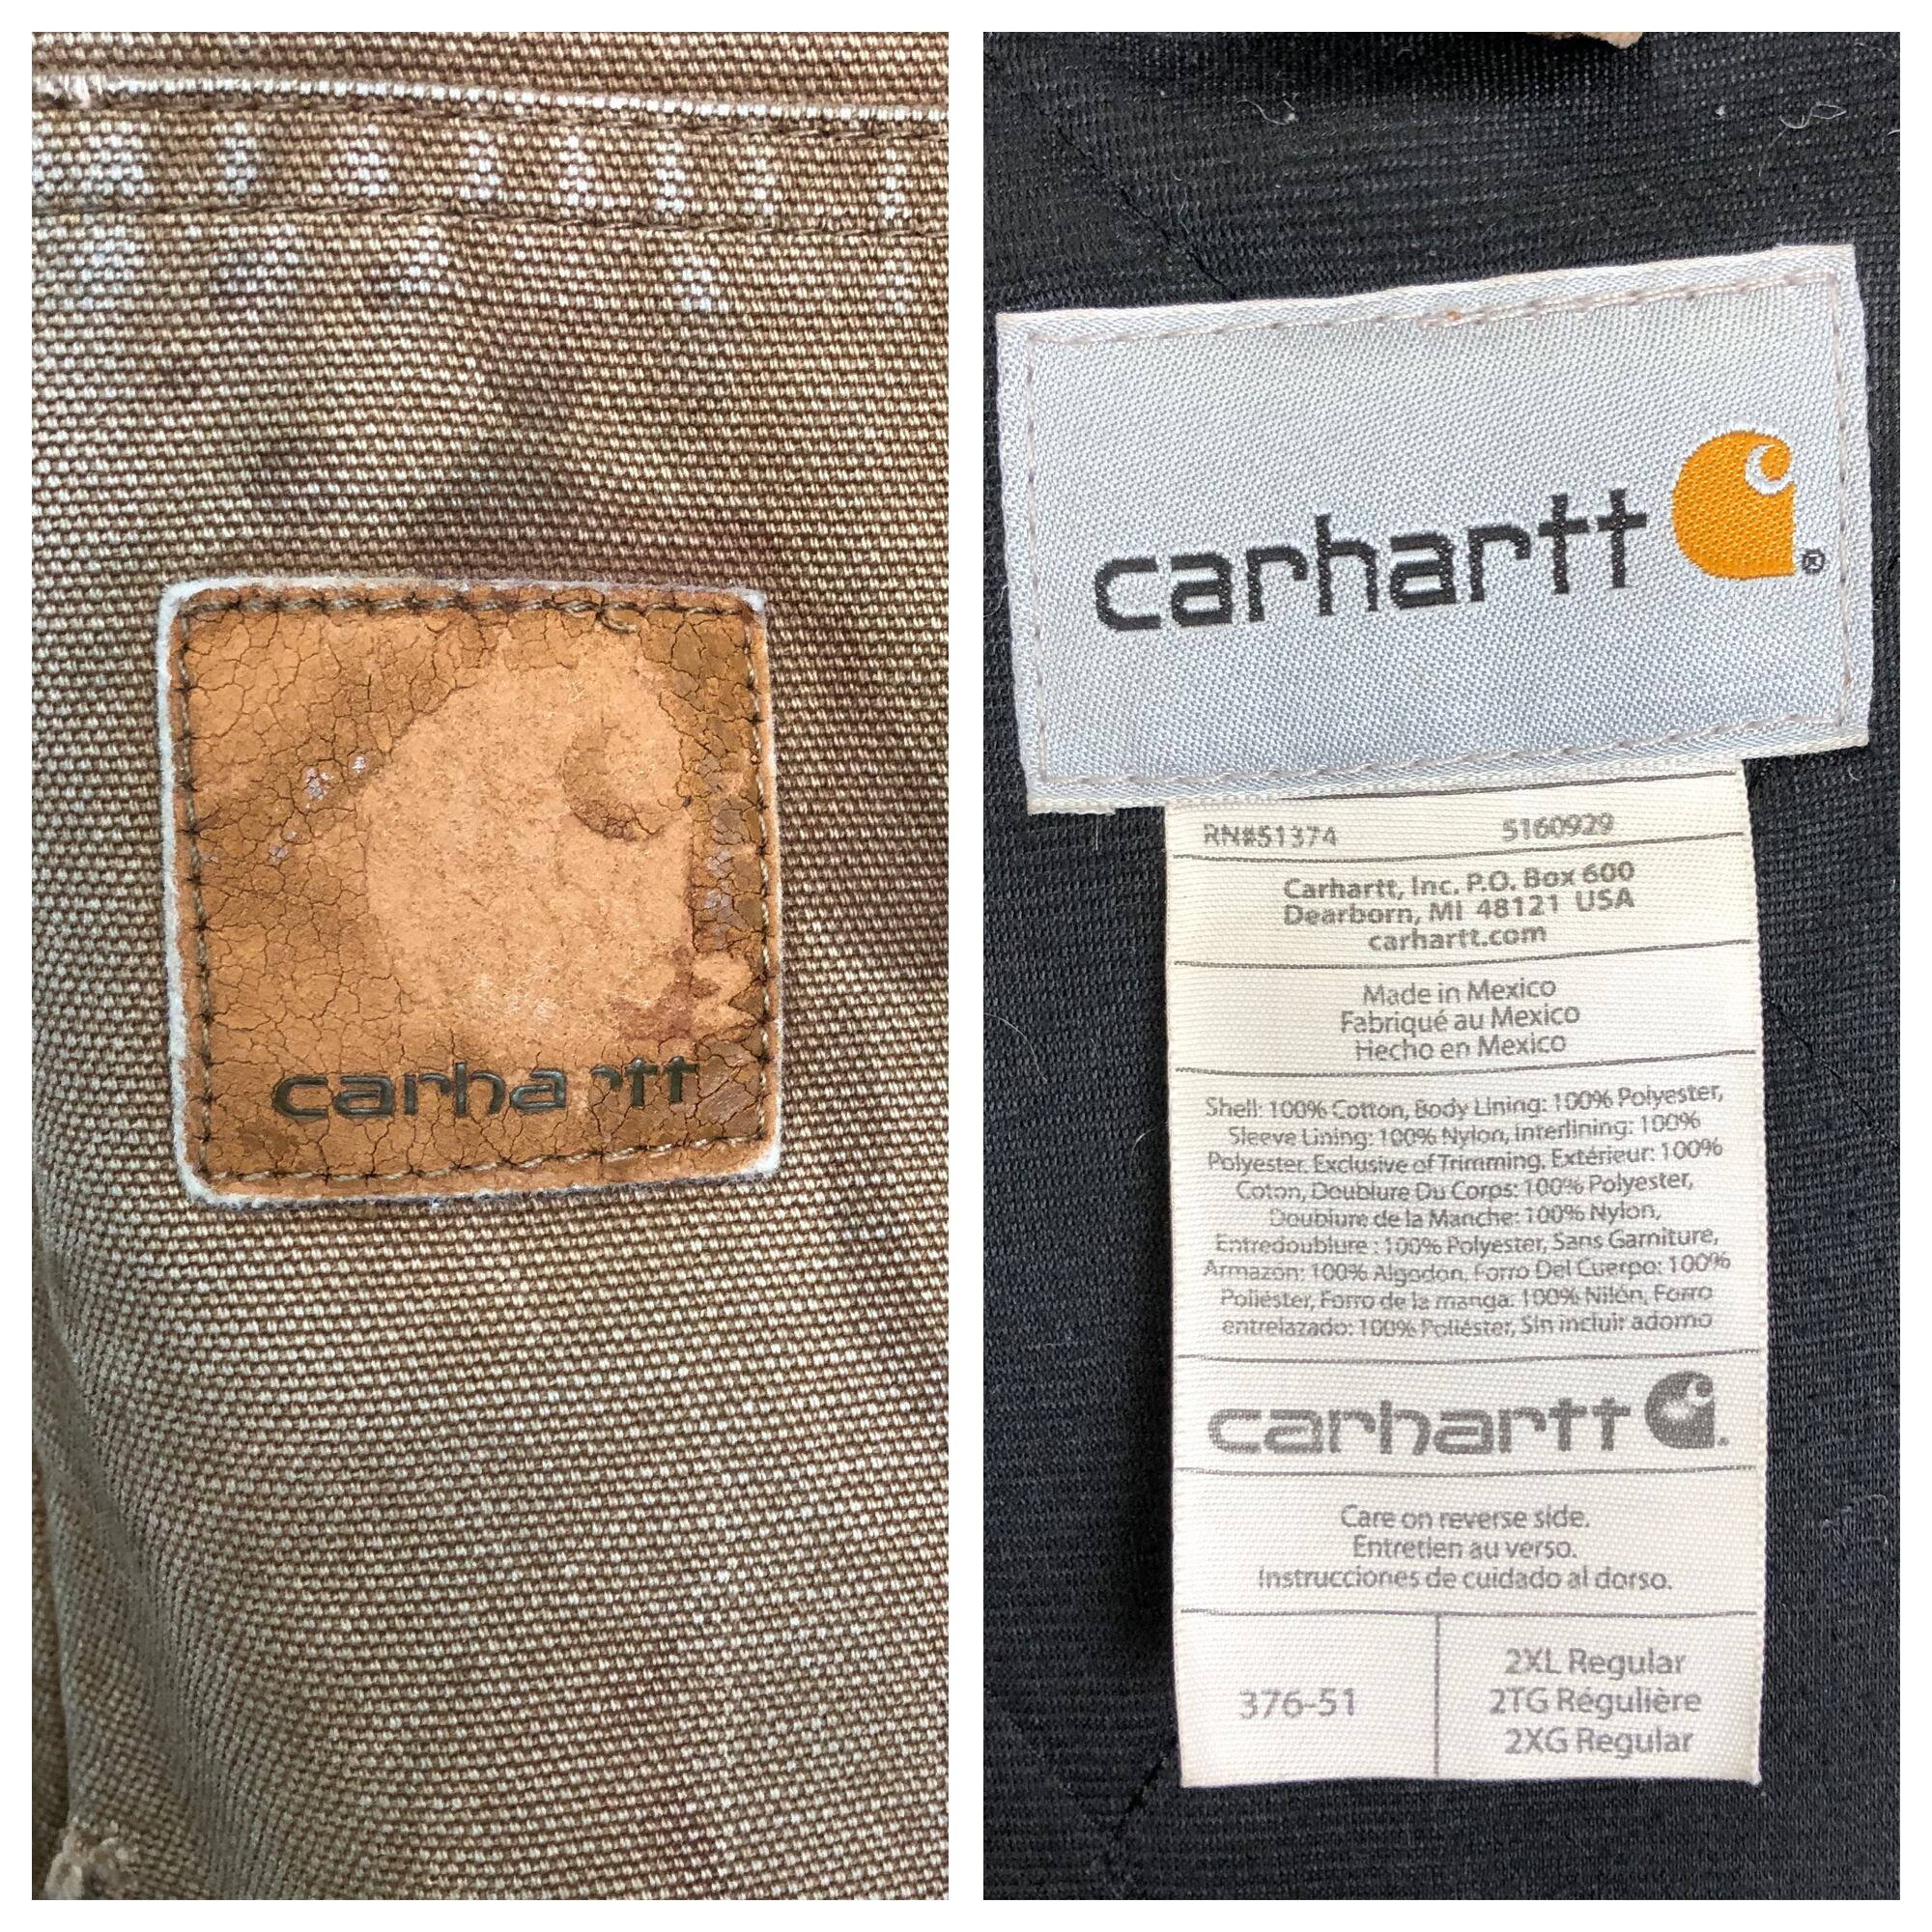 carhartt
carhartt
®
RN#51374 5160929
Carhartt, Inc. P.O. Box 600
Dearborn, MI 48121 USA
carhartt.com
Made in Mexico
Fabriqué au Mexico
Hecho en Mexico
Shell: 100% Cotton, Body Lining: 100% Polyester,
Sleeve Lining: 100% Nylon, Interlining: 100%
Polyester, Exclusive of Trimming, Extérieur: 100%
Coton, Doublure Du Corps: 100% Polyester,
Doublure de la Manche: 100% Nylon,
Entredoublure : 100% Polyester, Sans Garniture,
Armazón: 100% Algodon, Forro Del Cuerpo: 100%
Poliéster, Forro de la manga: 100% Nilón, Forro
entrelazado: 100% Poliéster, Sin incluir adorno
carhartt
Care on reverse side.
Entretien au verso.
Instrucciones de cuidado al dorso.
376-51
2XL Regular
2TG Régulière
2XG Regular